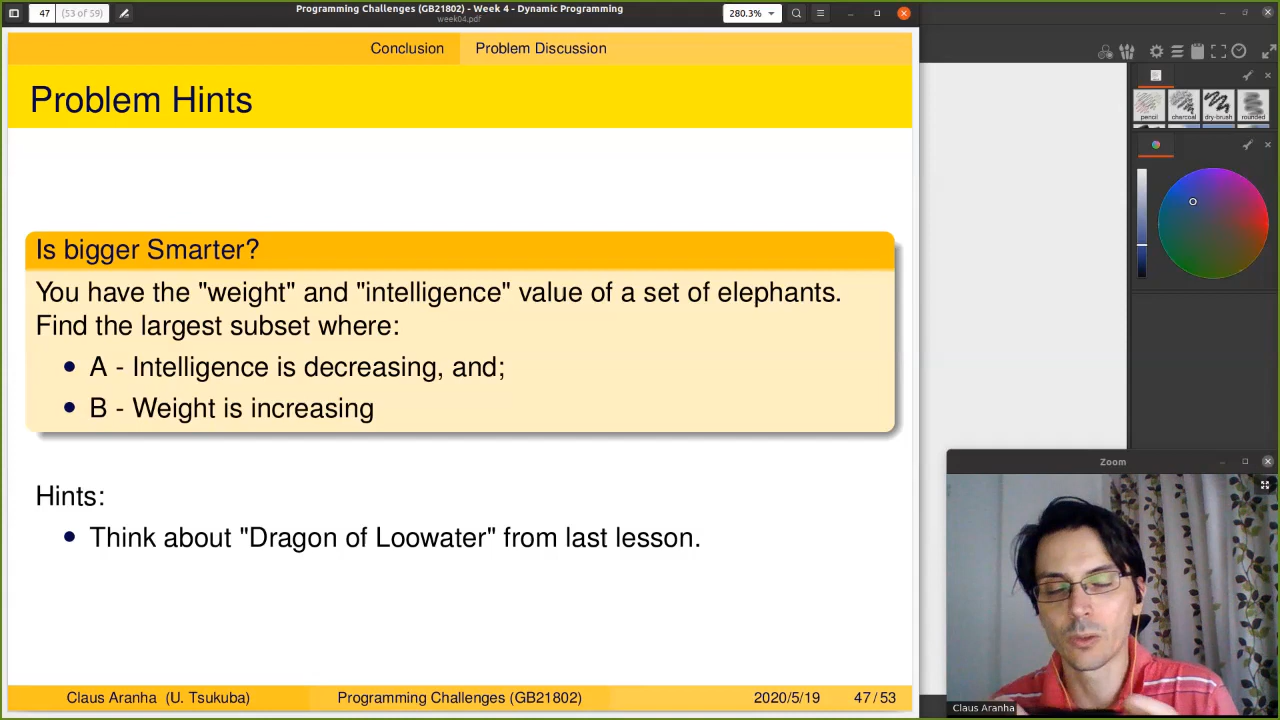 47 (53 of 59)
Programming Challenges (GB21802) - Week 4 - Dynamic Programming
week04.pdf
280.3%
Conclusion Problem Discussion
Problem Hints
Is bigger Smarter?
You have the "weight" and "intelligence" value of a set of elephants.
Find the largest subset where:
• A - Intelligence is decreasing, and;
• B - Weight is increasing
Hints:
• Think about "Dragon of Loowater" from last lesson.
Claus Aranha (U. Tsukuba) Programming Challenges (GB21802) 2020/5/19 47 / 53
pencil charcoal dry-brush rounded
Zoom
Claus Aranha